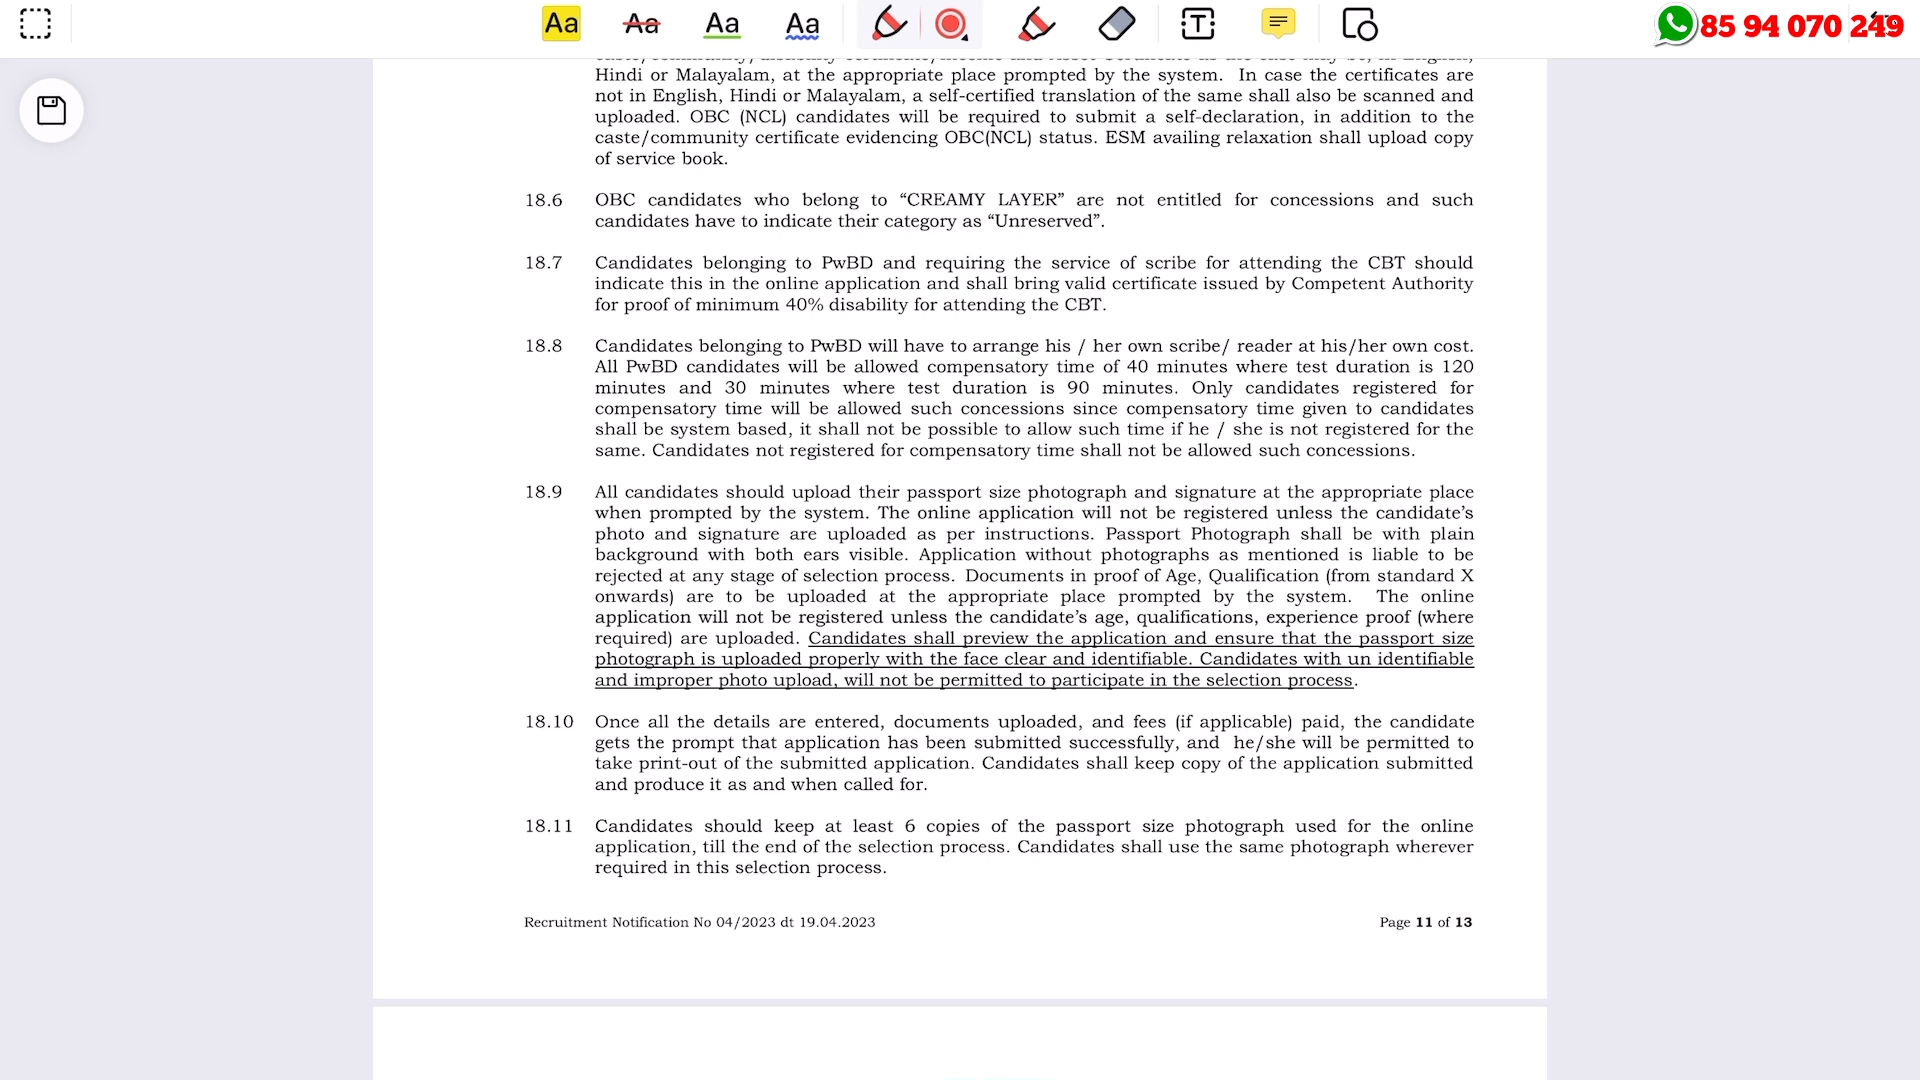 Aa Aa Aa Aa T
85 94 070 249
caste/community/disability certificate/Income and Asset Certificate as the case may be, in English,
Hindi or Malayalam, at the appropriate place prompted by the system. In case the certificates are
not in English, Hindi or Malayalam, a self-certified translation of the same shall also be scanned and
uploaded. OBC (NCL) candidates will be required to submit a self-declaration, in addition to the
caste/community certificate evidencing OBC(NCL) status. ESM availing relaxation shall upload copy
of service book.
18.6 OBC candidates who belong to “CREAMY LAYER” are not entitled for concessions and such
candidates have to indicate their category as “Unreserved”.
18.7 Candidates belonging to PwBD and requiring the service of scribe for attending the CBT should
indicate this in the online application and shall bring valid certificate issued by Competent Authority
for proof of minimum 40% disability for attending the CBT.
18.8 Candidates belonging to PwBD will have to arrange his / her own scribe/ reader at his/her own cost.
All PwBD candidates will be allowed compensatory time of 40 minutes where test duration is 120
minutes and 30 minutes where test duration is 90 minutes. Only candidates registered for
compensatory time will be allowed such concessions since compensatory time given to candidates
shall be system based, it shall not be possible to allow such time if he / she is not registered for the
same. Candidates not registered for compensatory time shall not be allowed such concessions.
18.9 All candidates should upload their passport size photograph and signature at the appropriate place
when prompted by the system. The online application will not be registered unless the candidate’s
photo and signature are uploaded as per instructions. Passport Photograph shall be with plain
background with both ears visible. Application without photographs as mentioned is liable to be
rejected at any stage of selection process. Documents in proof of Age, Qualification (from standard X
onwards) are to be uploaded at the appropriate place prompted by the system. The online
application will not be registered unless the candidate’s age, qualifications, experience proof (where
required) are uploaded. Candidates shall preview the application and ensure that the passport size
photograph is uploaded properly with the face clear and identifiable. Candidates with un identifiable
and improper photo upload, will not be permitted to participate in the selection process.
18.10 Once all the details are entered, documents uploaded, and fees (if applicable) paid, the candidate
gets the prompt that application has been submitted successfully, and he/she will be permitted to
take print-out of the submitted application. Candidates shall keep copy of the application submitted
and produce it as and when called for.
18.11 Candidates should keep at least 6 copies of the passport size photograph used for the online
application, till the end of the selection process. Candidates shall use the same photograph wherever
required in this selection process.
Recruitment Notification No 04/2023 dt 19.04.2023 Page 11 of 13